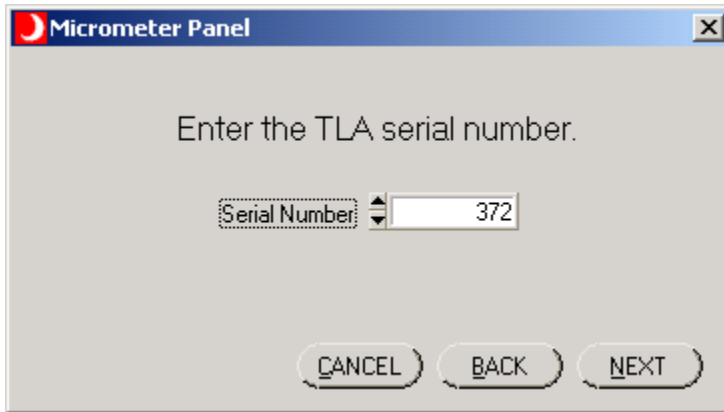 Micrometer Panel
Enter the TLA serial number.
Serial Number 372
CANCEL BACK NEXT